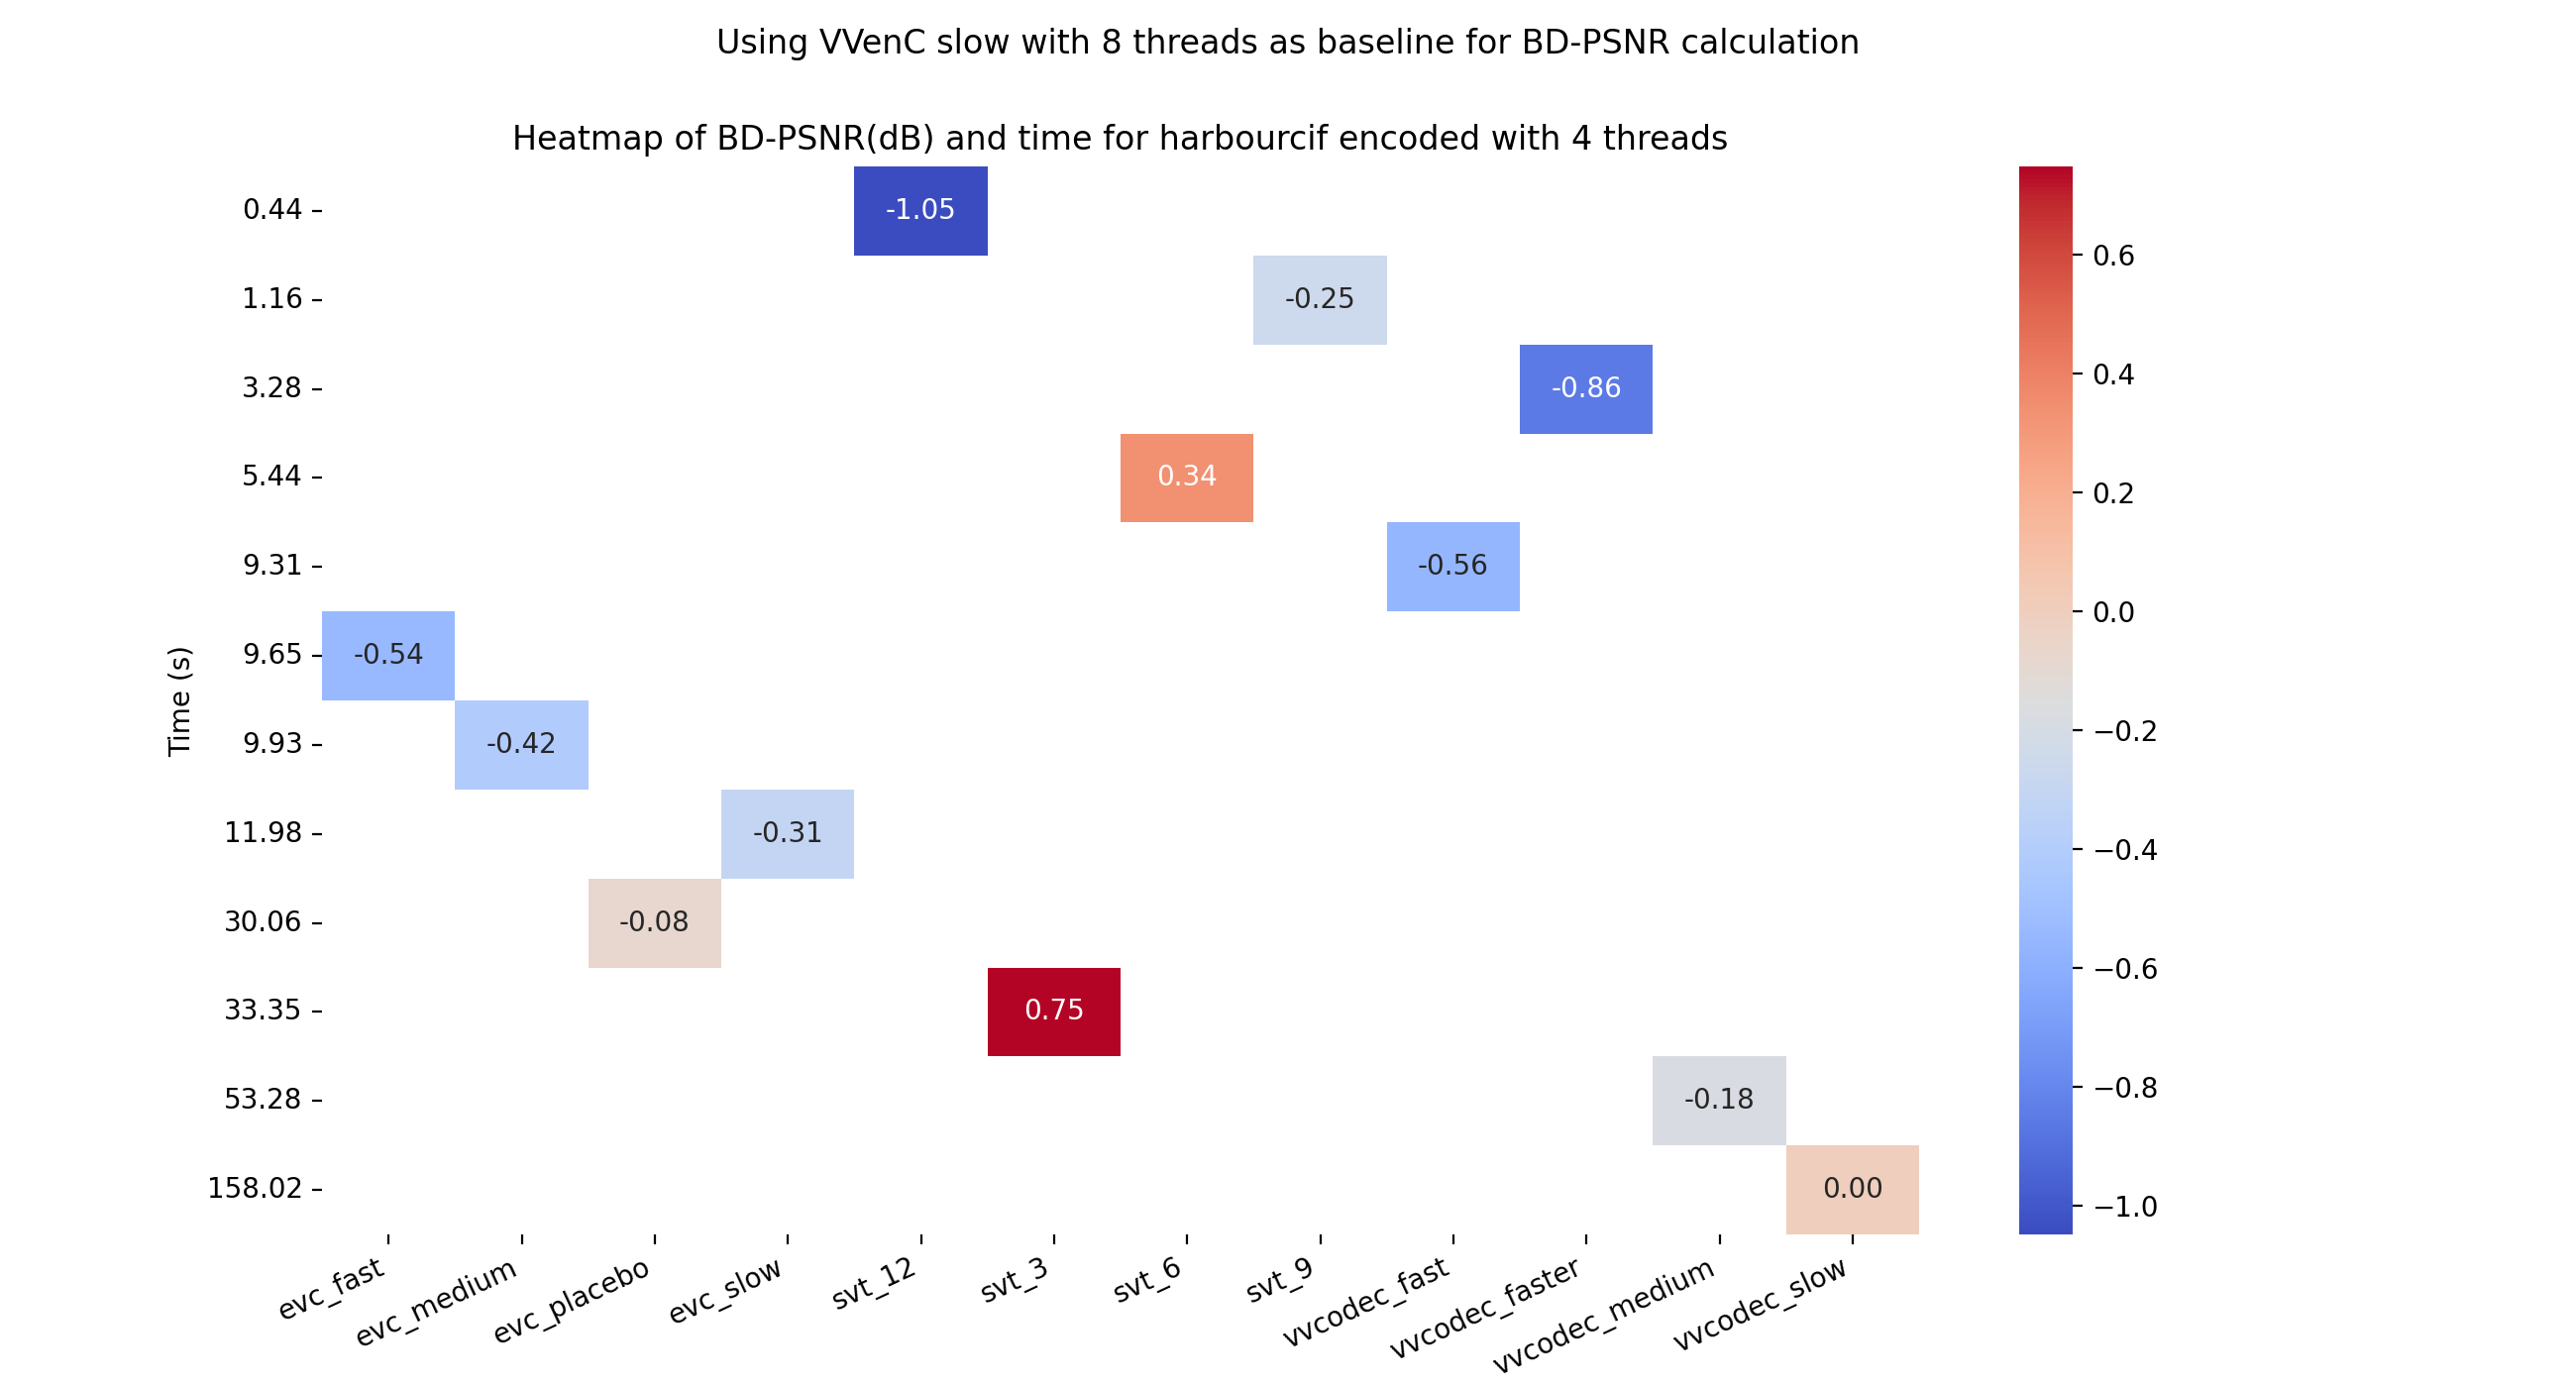 Using VVenC slow with 8 threads as baseline for BD-PSNR calculation
Heatmap of BD-PSNR(dB) and time for harbourcif encoded with 4 threads
Time (s)
0.44
-1.05
1.16
-0.25
3.28
-0.86
5.44
0.34
9.31
-0.56
9.65
-0.54
9.93
-0.42
11.98
-0.31
30.06
-0.08
33.35
0.75
53.28
-0.18
158.02
0.00
evc_fast
evc_medium
evc_placebo
evc_slow
svt_12
svt_3
svt_6
svt_9
vvcodec_fast
vvcodec_faster
vvcodec_medium
vvcodec_slow
0.6
0.4
0.2
0.0
−0.2
−0.4
−0.6
−0.8
−1.0